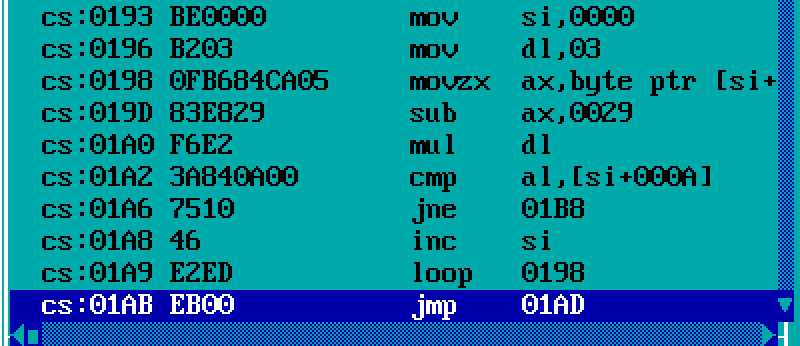 cs:0193 BE0000 mov si,0000
cs:0196 B203 mov dl,03
cs:0198 0FB684CA05 movzx ax,byte ptr [si+
cs:019D 83E829 sub ax,0029
cs:01A0 F6E2 mul dl
cs:01A2 3A840A00 cmp al,[si+000A]
cs:01A6 7510 jne 01B8
cs:01A8 46 inc si
cs:01A9 E2ED loop 0198
cs:01AB EB00 jmp 01AD